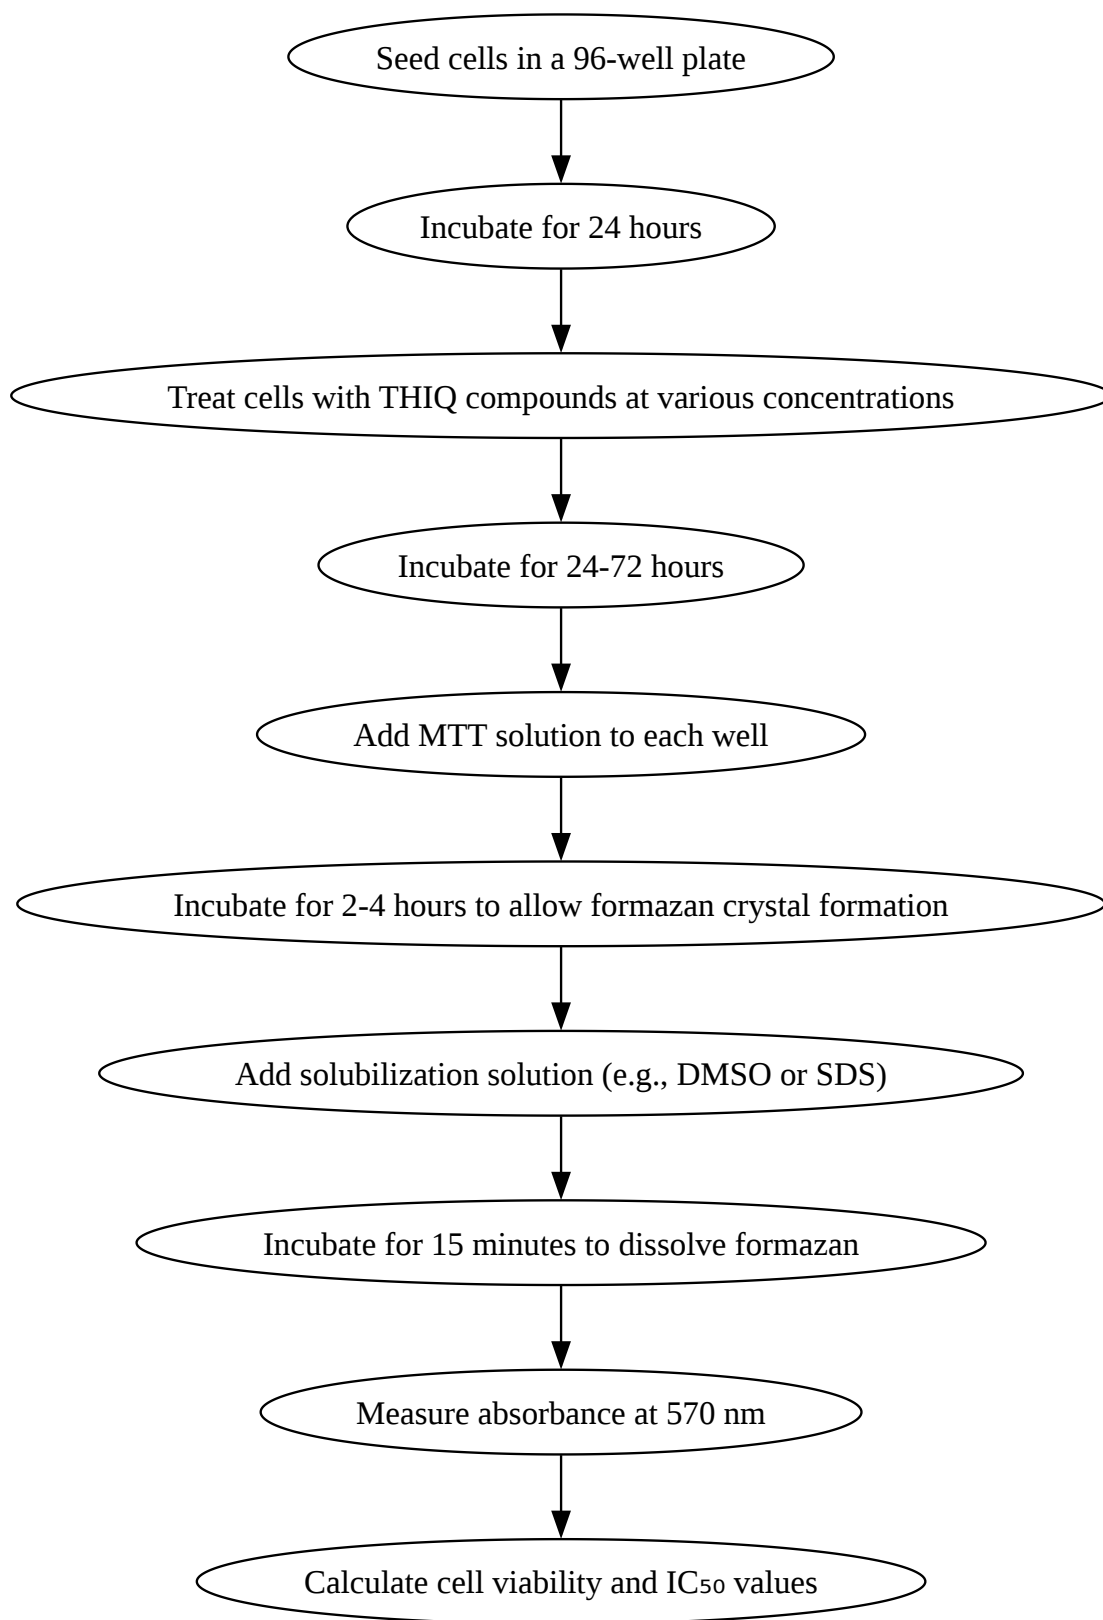 Seed cells in a 96-well plate
Incubate for 24 hours
Treat cells with THIQ compounds at various concentrations
Incubate for 24-72 hours
Add MTT solution to each well
Incubate for 2-4 hours to allow formazan crystal formation
Add solubilization solution (e.g., DMSO or SDS)
Incubate for 15 minutes to dissolve formazan
Measure absorbance at 570 nm
Calculate cell viability and IC₅₀ values